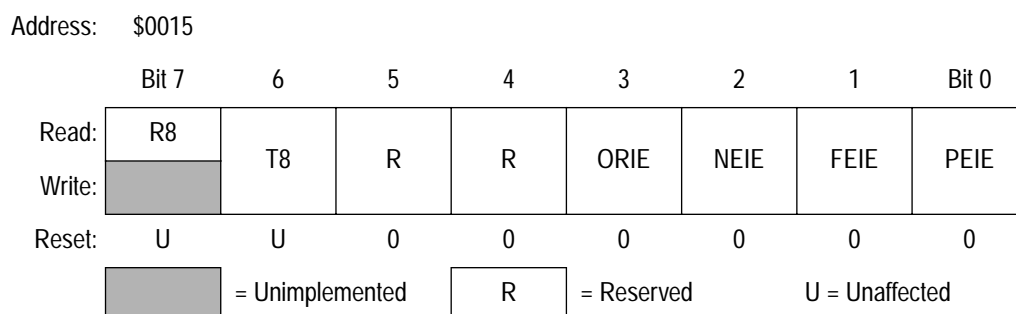 Address: $0015
Bit 7 6 5 4 3 2 1 Bit 0
Read: R8
T8 R R ORIE NEIE FEIE PEIE
Write:
Reset: U U 0 0 0 0 0 0
= Unimplemented R = Reserved U = Unaffected